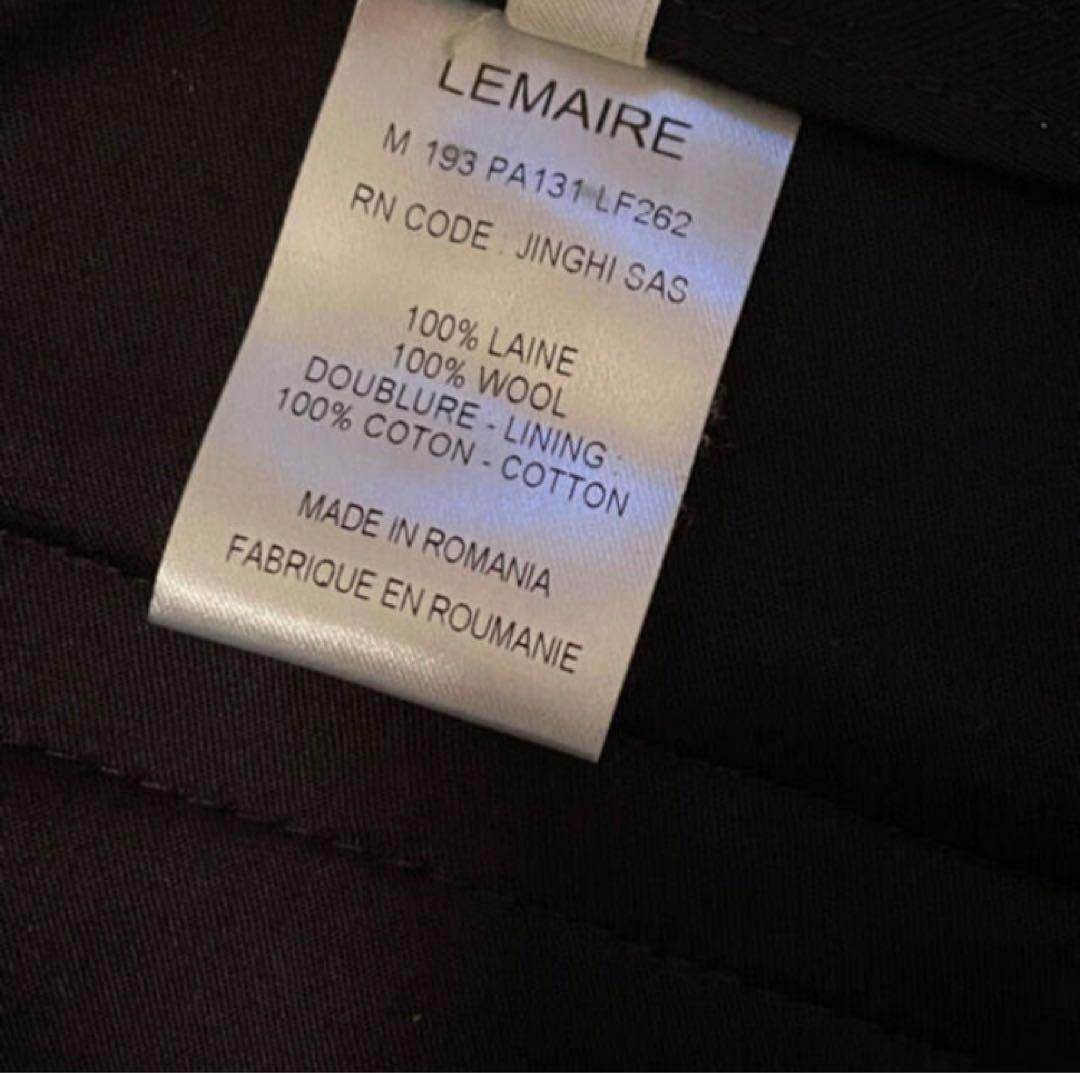 LEMAIRE
M 193 PA131 LF262
RN CODE : JINGHI SAS
100% LAINE
100% WOOL
DOUBLURE - LINING :
100% COTON - COTTON
MADE IN ROMANIA
FABRIQUE EN ROUMANIE